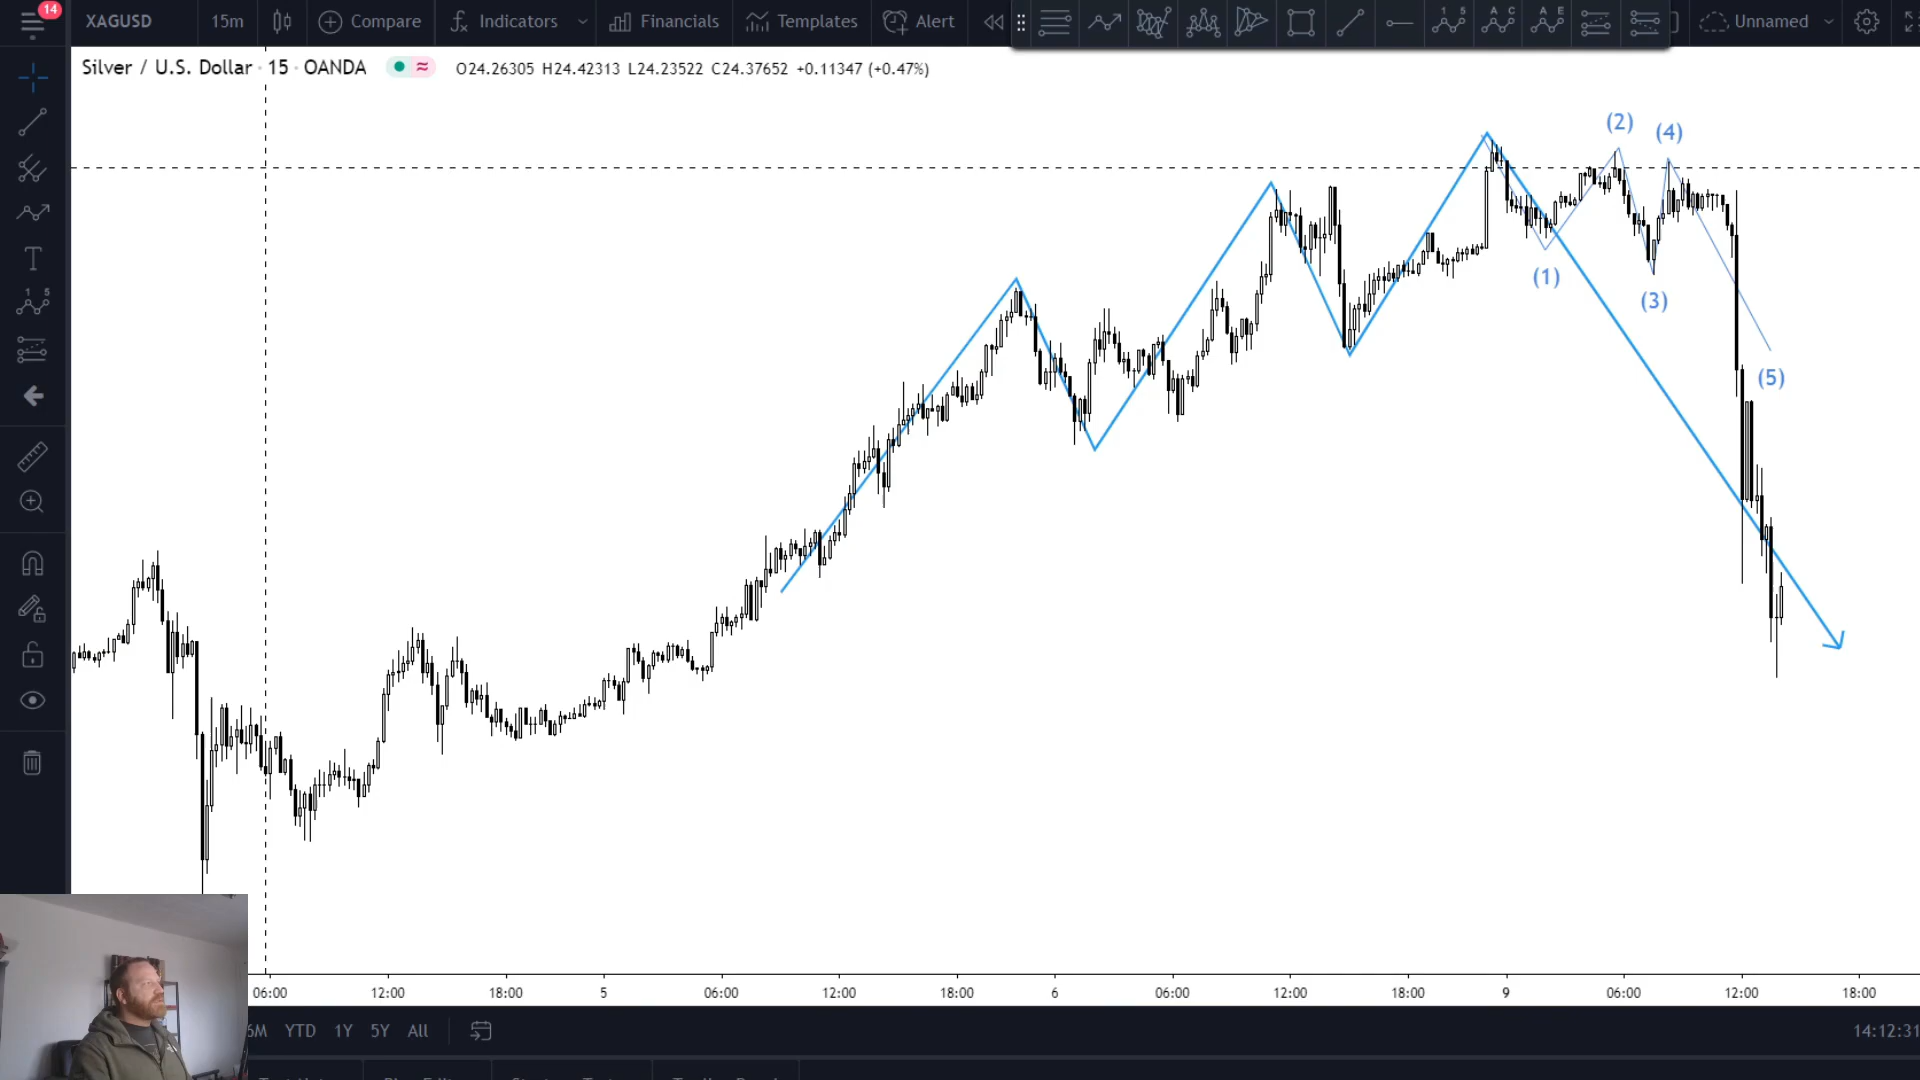 14
XAGUSD 15m Compare Indicators Financials Templates Alert Unnamed
Silver / U.S. Dollar · 15 · OANDA O24.26305 H24.42313 L24.23522 C24.37652 +0.11347 (+0.47%)
(2)
(4)
(1)
(3)
(5)
06:00 12:00 18:00 5 06:00 12:00 18:00 6 06:00 12:00 18:00 9 06:00 12:00 18:00
YTD 1Y 5Y All
14:12:31